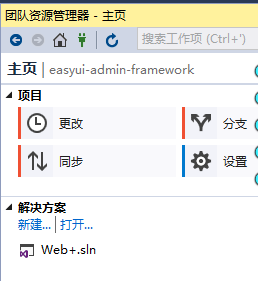 团队资源管理器 - 主页
搜索工作项 (Ctrl+')
主页 | easyui-admin-framework
项目
更改
分支
同步
设置
解决方案
新建... | 打开...
Web+.sln